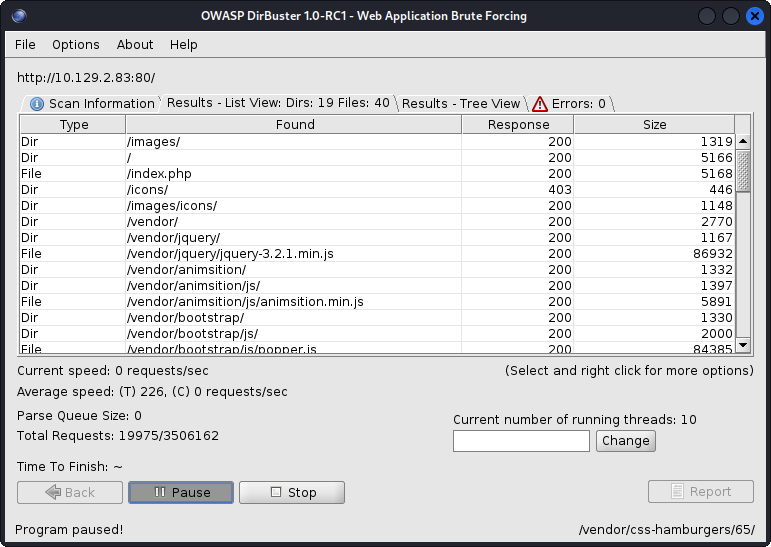 OWASP DirBuster 1.0-RC1 - Web Application Brute Forcing
File Options About Help
http://10.129.2.83:80/
Scan Information Results - List View: Dirs: 19 Files: 40 Results - Tree View Errors: 0
Type Found Response Size
Dir /images/ 200 1319
Dir / 200 5166
File /index.php 200 5168
Dir /icons/ 403 446
Dir /images/icons/ 200 1148
Dir /vendor/ 200 2770
Dir /vendor/jquery/ 200 1167
File /vendor/jquery/jquery-3.2.1.min.js 200 86932
Dir /vendor/animsition/ 200 1332
Dir /vendor/animsition/js/ 200 1397
File /vendor/animsition/js/animsition.min.js 200 5891
Dir /vendor/bootstrap/ 200 1330
Dir /vendor/bootstrap/js/ 200 2000
File /vendor/bootstrap/js/popper.js 200 84385
Current speed: 0 requests/sec (Select and right click for more options)
Average speed: (T) 226, (C) 0 requests/sec
Parse Queue Size: 0 Current number of running threads: 10
Total Requests: 19975/3506162 Change
Time To Finish: ~
Back Pause Stop Report
Program paused! /vendor/css-hamburgers/65/